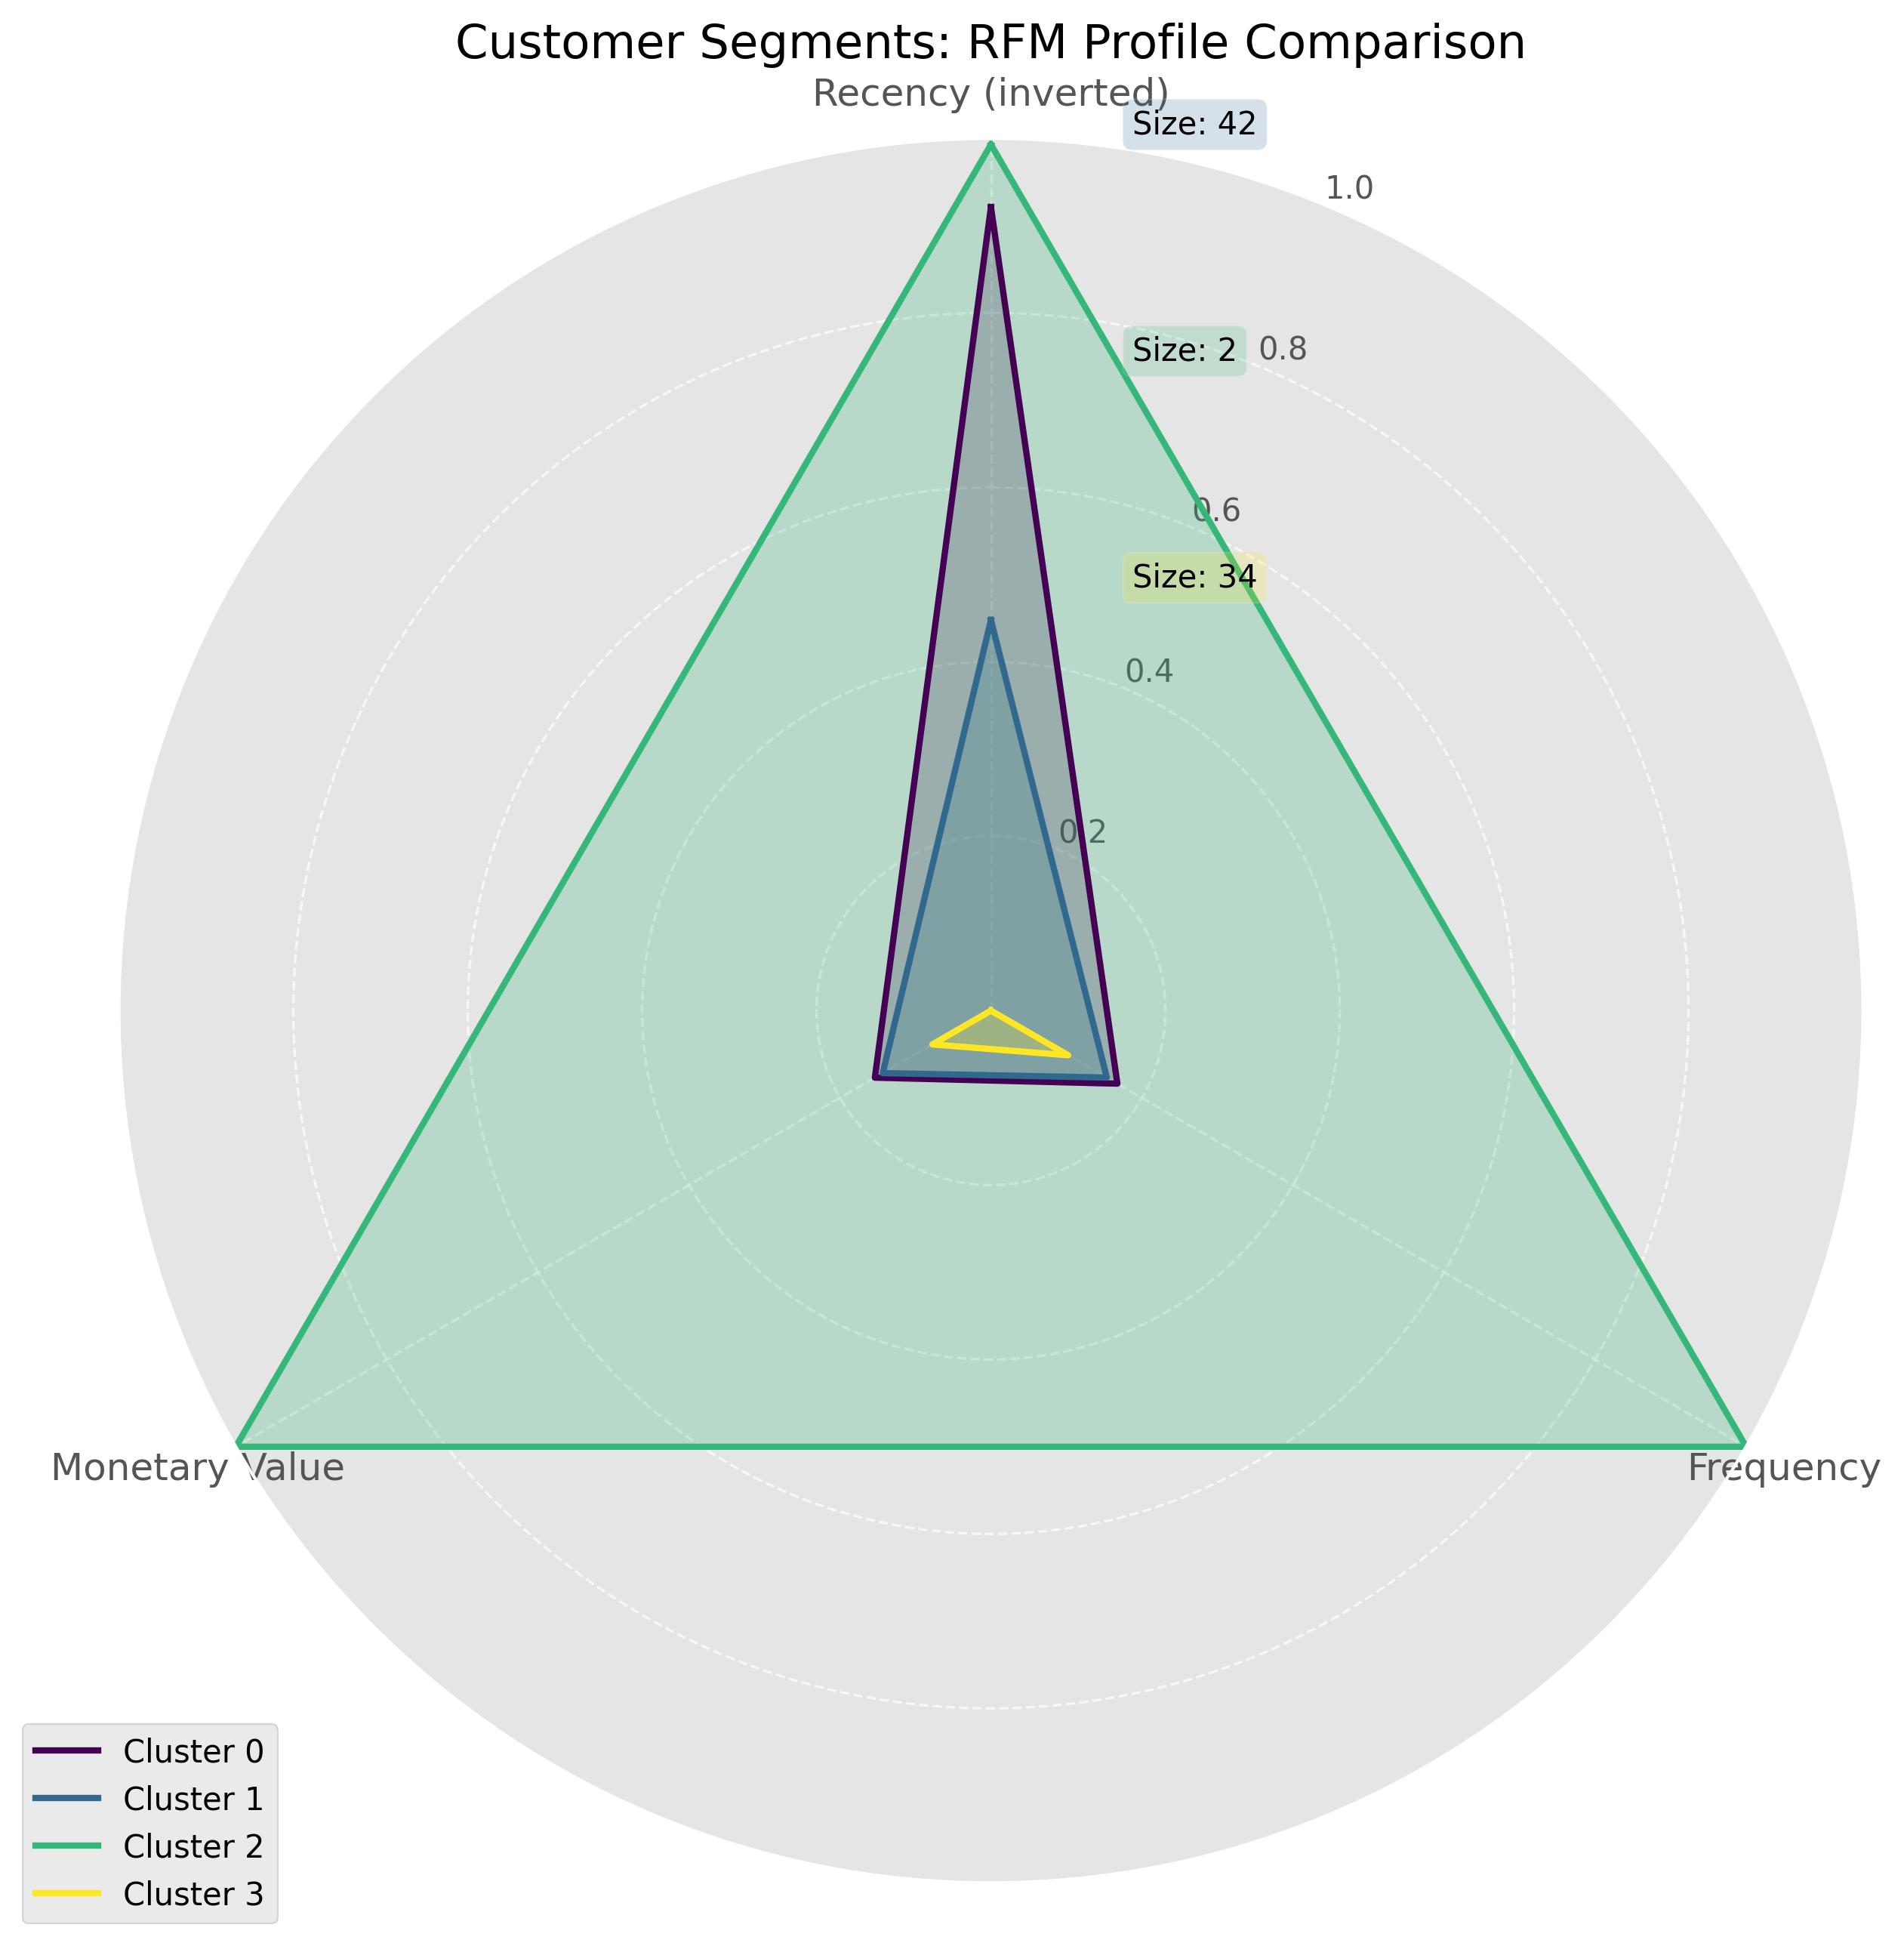 Customer Segments: RFM Profile Comparison
Recency (inverted)
Size: 42
1.0
Size: 2
0.8
0.6
Size: 34
0.4
0.2
Monetary Value
Frequency
Cluster 0
Cluster 1
Cluster 2
Cluster 3